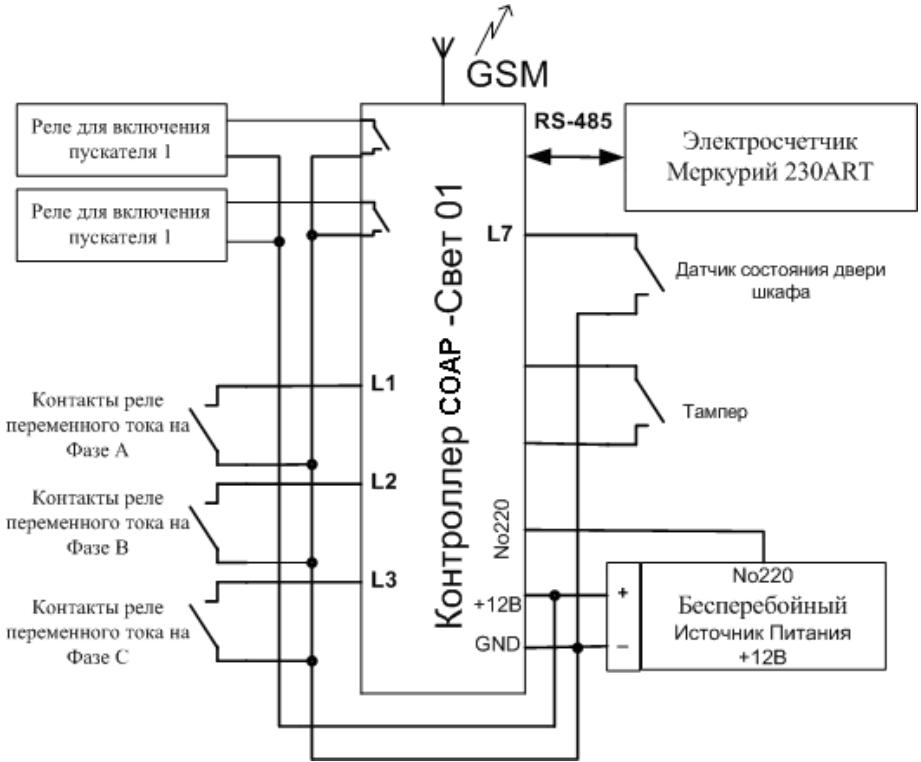 GSM
Реле для включения
пускателя 1
Реле для включения
пускателя 1
RS-485
Электросчетчик
Меркурий 230ART
Контроллер СОАР -Свет 01
L7
Датчик состояния двери
шкафа
L1
Контакты реле
переменного тока на
Фазе А
Тампер
L2
Контакты реле
переменного тока на
Фазе В
No220
L3
Контакты реле
переменного тока на
Фазе С
+12В
GND
+
–
No220
Бесперебойный
Источник Питания
+12В